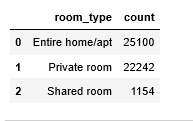 room_type count
0 Entire home/apt 25100
1 Private room 22242
2 Shared room 1154